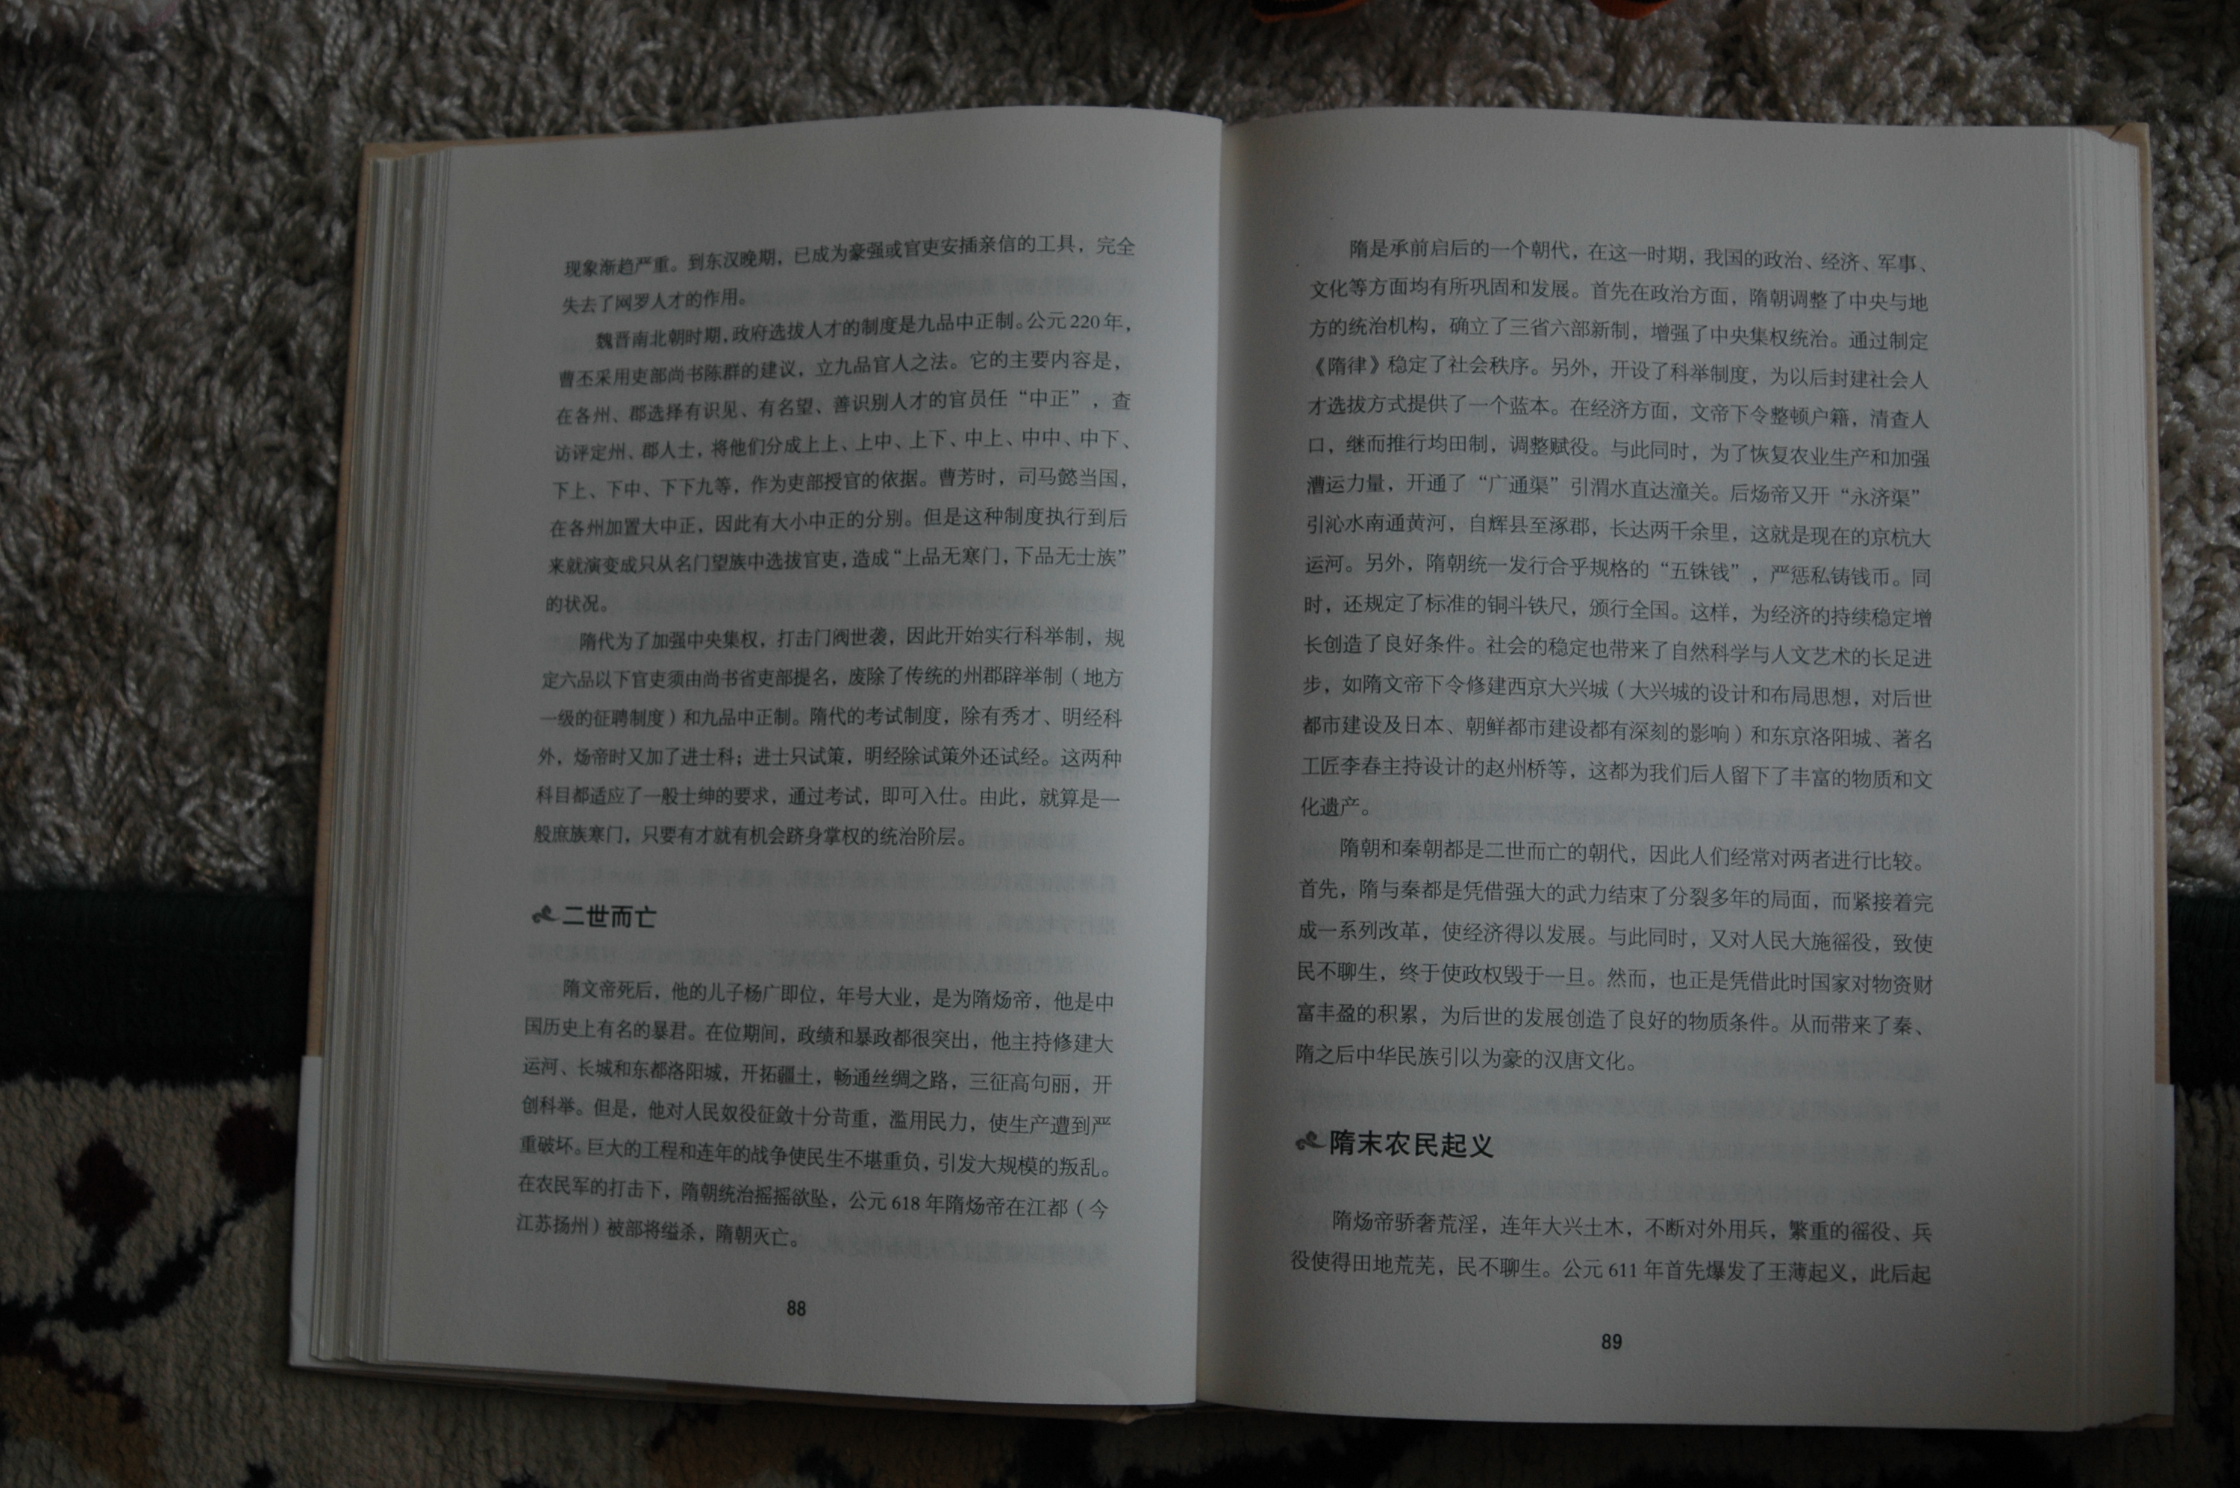 现象渐趋严重。到东汉晚期，已成为豪强或官吏安插亲信的工具，完全
失去了网罗人才的作用。
魏晋南北朝时期，政府选拔人才的制度是九品中正制。公元220年，
曹丕采用吏部尚书陈群的建议，立九品官人之法。它的主要内容是，
在各州、郡选择有识见、有名望、善识别人才的官员任“中正”，查
访评定州、郡人士，将他们分成上上、上中、上下、中上、中中、中下、
下上、下中、下下九等，作为吏部授官的依据。曹芳时，司马懿当国，
在各州加置大中正，因此有大小中正的分别。但是这种制度执行到后
来就演变成只从名门望族中选拔官吏，造成“上品无寒门，下品无士族”
的状况。
隋代为了加强中央集权，打击门阀世袭，因此开始实行科举制，规
定六品以下官吏须由尚书省吏部提名，废除了传统的州郡辟举制（地方
一级的征聘制度）和九品中正制。隋代的考试制度，除有秀才、明经科
外，炀帝时又加了进士科；进士只试策，明经除试策外还试经。这两种
科目都适应了一般士绅的要求，通过考试，即可入仕。由此，就算是一
般庶族寒门，只要有才就有机会跻身掌权的统治阶层。
二世而亡
隋文帝死后，他的儿子杨广即位，年号大业，是为隋炀帝，他是中
国历史上有名的暴君。在位期间，政绩和暴政都很突出，他主持修建大
运河、长城和东都洛阳城，开拓疆土，畅通丝绸之路，三征高句丽，开
创科举。但是，他对人民奴役征敛十分苛重，滥用民力，使生产遭到严
重破坏。巨大的工程和连年的战争使民生不堪重负，引发大规模的叛乱。
在农民军的打击下，隋朝统治摇摇欲坠，公元618年隋炀帝在江都（今
江苏扬州）被部将缢杀，隋朝灭亡。
88
隋是承前启后的一个朝代，在这一时期，我国的政治、经济、军事、
文化等方面均有所巩固和发展。首先在政治方面，隋朝调整了中央与地
方的统治机构，确立了三省六部新制，增强了中央集权统治。通过制定
《隋律》稳定了社会秩序。另外，开设了科举制度，为以后封建社会人
才选拔方式提供了一个蓝本。在经济方面，文帝下令整顿户籍，清查人
口，继而推行均田制，调整赋役。与此同时，为了恢复农业生产和加强
漕运力量，开通了“广通渠”引渭水直达潼关。后炀帝又开“永济渠”
引沁水南通黄河，自辉县至涿郡，长达两千余里，这就是现在的京杭大
运河。另外，隋朝统一发行合乎规格的“五铢钱”，严惩私铸钱币。同
时，还规定了标准的铜斗铁尺，颁行全国。这样，为经济的持续稳定增
长创造了良好条件。社会的稳定也带来了自然科学与人文艺术的长足进
步，如隋文帝下令修建西京大兴城（大兴城的设计和布局思想，对后世
都市建设及日本、朝鲜都市建设都有深刻的影响）和东京洛阳城、著名
工匠李春主持设计的赵州桥等，这都为我们后人留下了丰富的物质和文
化遗产。
隋朝和秦朝都是二世而亡的朝代，因此人们经常对两者进行比较。
首先，隋与秦都是凭借强大的武力结束了分裂多年的局面，而紧接着完
成一系列改革，使经济得以发展。与此同时，又对人民大施徭役，致使
民不聊生，终于使政权毁于一旦。然而，也正是凭借此时国家对物资财
富丰盈的积累，为后世的发展创造了良好的物质条件。从而带来了秦、
隋之后中华民族引以为豪的汉唐文化。
隋末农民起义
隋炀帝骄奢荒淫，连年大兴土木，不断对外用兵，繁重的徭役、兵
役使得田地荒芜，民不聊生。公元611年首先爆发了王薄起义，此后起
89